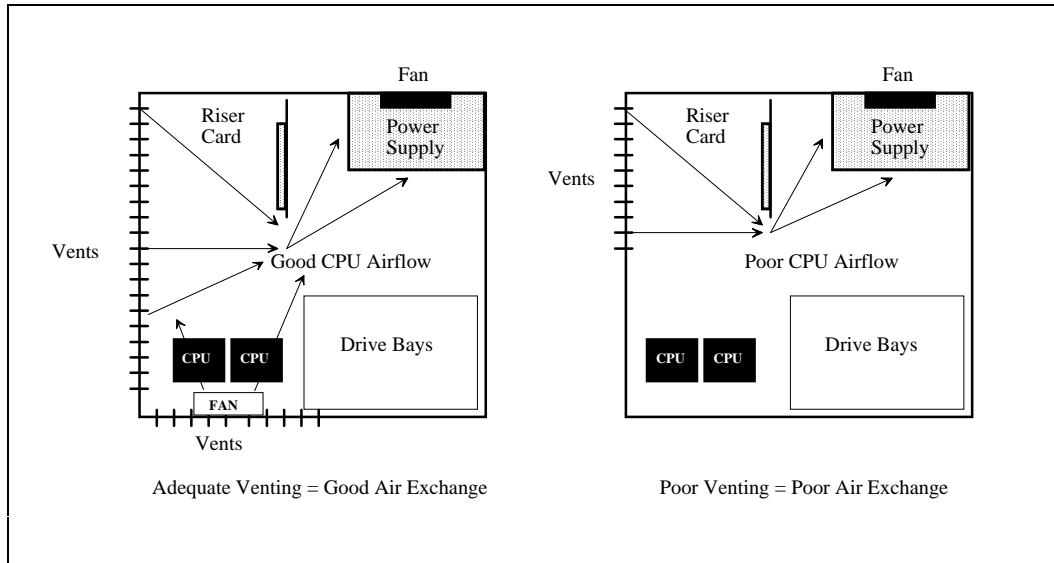 Fan
Riser
Card
Power
Supply
Vents
Good CPU Airflow
CPU
CPU
Drive Bays
FAN
Vents
Adequate Venting = Good Air Exchange
Fan
Riser
Card
Power
Supply
Vents
Poor CPU Airflow
CPU
CPU
Drive Bays
Poor Venting = Poor Air Exchange